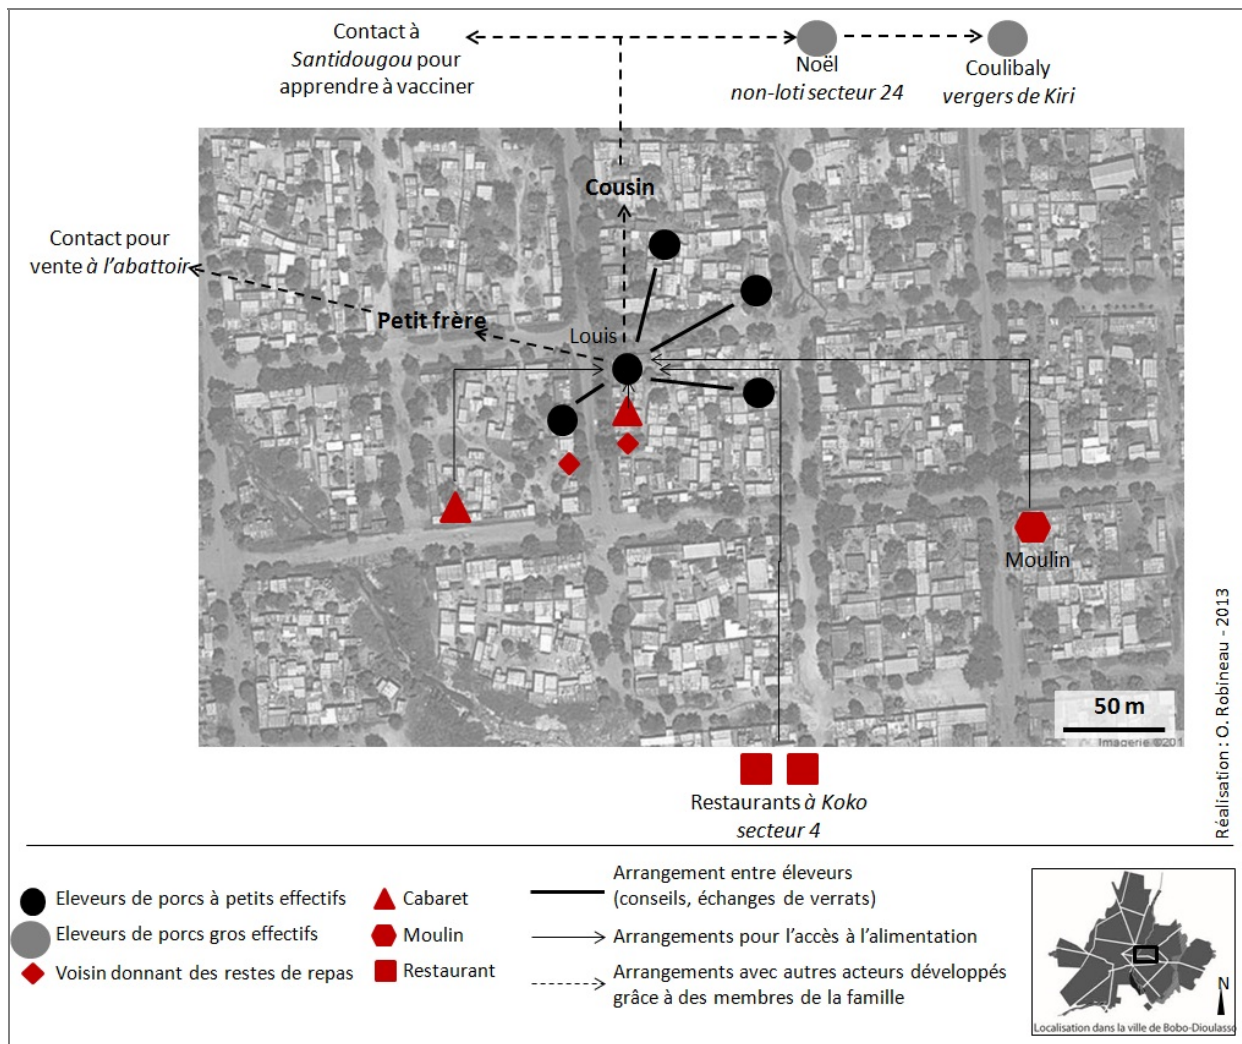 Contact à
Santidougou pour
apprendre à vacciner
Noël
non-loti secteur 24
Coulibaly
vergers de Kiri
Cousin
Contact pour
vente à l'abattoir
Petit frère
Louis
Moulin
50 m
Imagerie ©201
Réalisation : O. Robineau - 2013
Restaurants à Koko
secteur 4
Eleveurs de porcs à petits effectifs
Eleveurs de porcs gros effectifs
Voisin donnant des restes de repas
Cabaret
Moulin
Restaurant
Arrangement entre éleveurs
(conseils, échanges de verrats)
Arrangements pour l'accès à l'alimentation
Arrangements avec autres acteurs développés
grâce à des membres de la famille
N
Localisation dans la ville de Bobo-Dioulasso